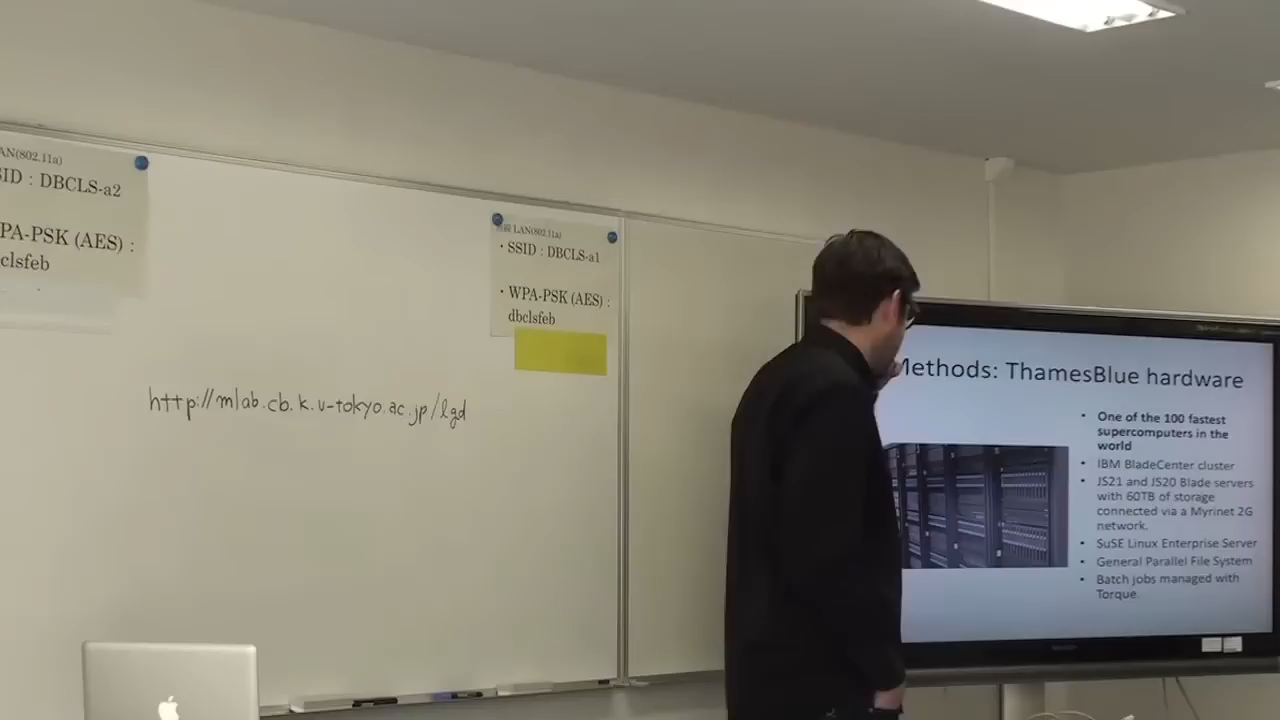 AN(802.11a)
SID : DBCLS-a2
PA-PSK (AES) :
clsfeb
無線 LAN(802.11a)
・SSID : DBCLS-a1
・WPA-PSK (AES) :
dbclsfeb
http://mlab.cb.k.u-tokyo.ac.jp/lgd
Methods: ThamesBlue hardware
• One of the 100 fastest
supercomputers in the
world
• IBM BladeCenter cluster
• JS21 and JS20 Blade servers
with 60TB of storage
connected via a Myrinet 2G
network.
• SuSE Linux Enterprise Server
• General Parallel File System
• Batch jobs managed with
Torque.